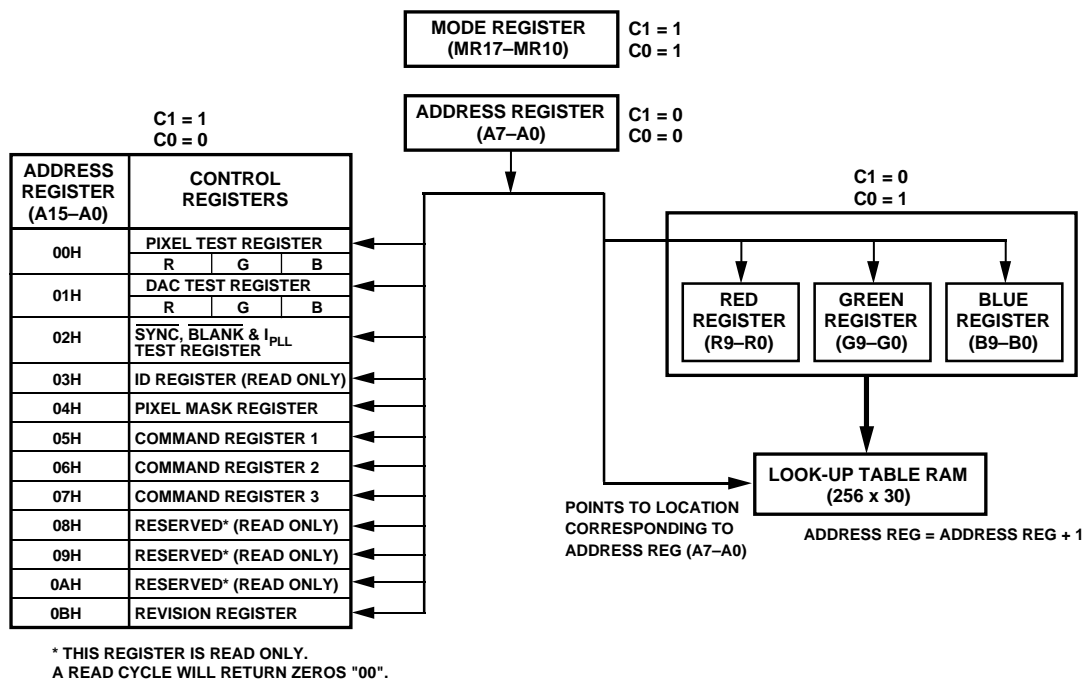 MODE REGISTER
(MR17–MR10)
C1 = 1
C0 = 1
ADDRESS REGISTER
(A7–A0)
C1 = 0
C0 = 0
C1 = 1
C0 = 0
ADDRESS
REGISTER
(A15–A0)
CONTROL
REGISTERS
00H
PIXEL TEST REGISTER
R G B
01H
DAC TEST REGISTER
R G B
02H
SYNC, BLANK & IPLL
TEST REGISTER
03H ID REGISTER (READ ONLY)
04H PIXEL MASK REGISTER
05H COMMAND REGISTER 1
06H COMMAND REGISTER 2
07H COMMAND REGISTER 3
08H RESERVED* (READ ONLY)
09H RESERVED* (READ ONLY)
0AH RESERVED* (READ ONLY)
0BH REVISION REGISTER
* THIS REGISTER IS READ ONLY.
A READ CYCLE WILL RETURN ZEROS "00".
C1 = 0
C0 = 1
RED
REGISTER
(R9–R0)
GREEN
REGISTER
(G9–G0)
BLUE
REGISTER
(B9–B0)
LOOK-UP TABLE RAM
(256 x 30)
POINTS TO LOCATION
CORRESPONDING TO
ADDRESS REG (A7–A0)
ADDRESS REG = ADDRESS REG + 1